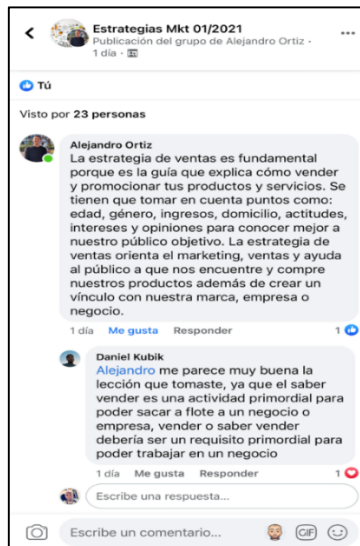 Estrategias Mkt 01/2021
Publicación del grupo de Alejandro Ortiz ·
1 día ·
Tú
Visto por 23 personas
Alejandro Ortiz
La estrategia de ventas es fundamental
porque es la guía que explica cómo vender
y promocionar tus productos y servicios. Se
tienen que tomar en cuenta puntos como:
edad, género, ingresos, domicilio, actitudes,
intereses y opiniones para conocer mejor a
nuestro público objetivo. La estrategia de
ventas orienta el marketing, ventas y ayuda
al público a que nos encuentre y compre
nuestros productos además de crear un
vínculo con nuestra marca, empresa o
negocio.
1 día Me gusta Responder 1
Daniel Kubik
Alejandro me parece muy buena la
lección que tomaste, ya que el saber
vender es una actividad primordial para
poder sacar a flote a un negocio o
empresa, vender o saber vender
debería ser un requisito primordial para
poder trabajar en un negocio
1 día Me gusta Responder 1
Escribe una respuesta...
Escribe un comentario... GIF